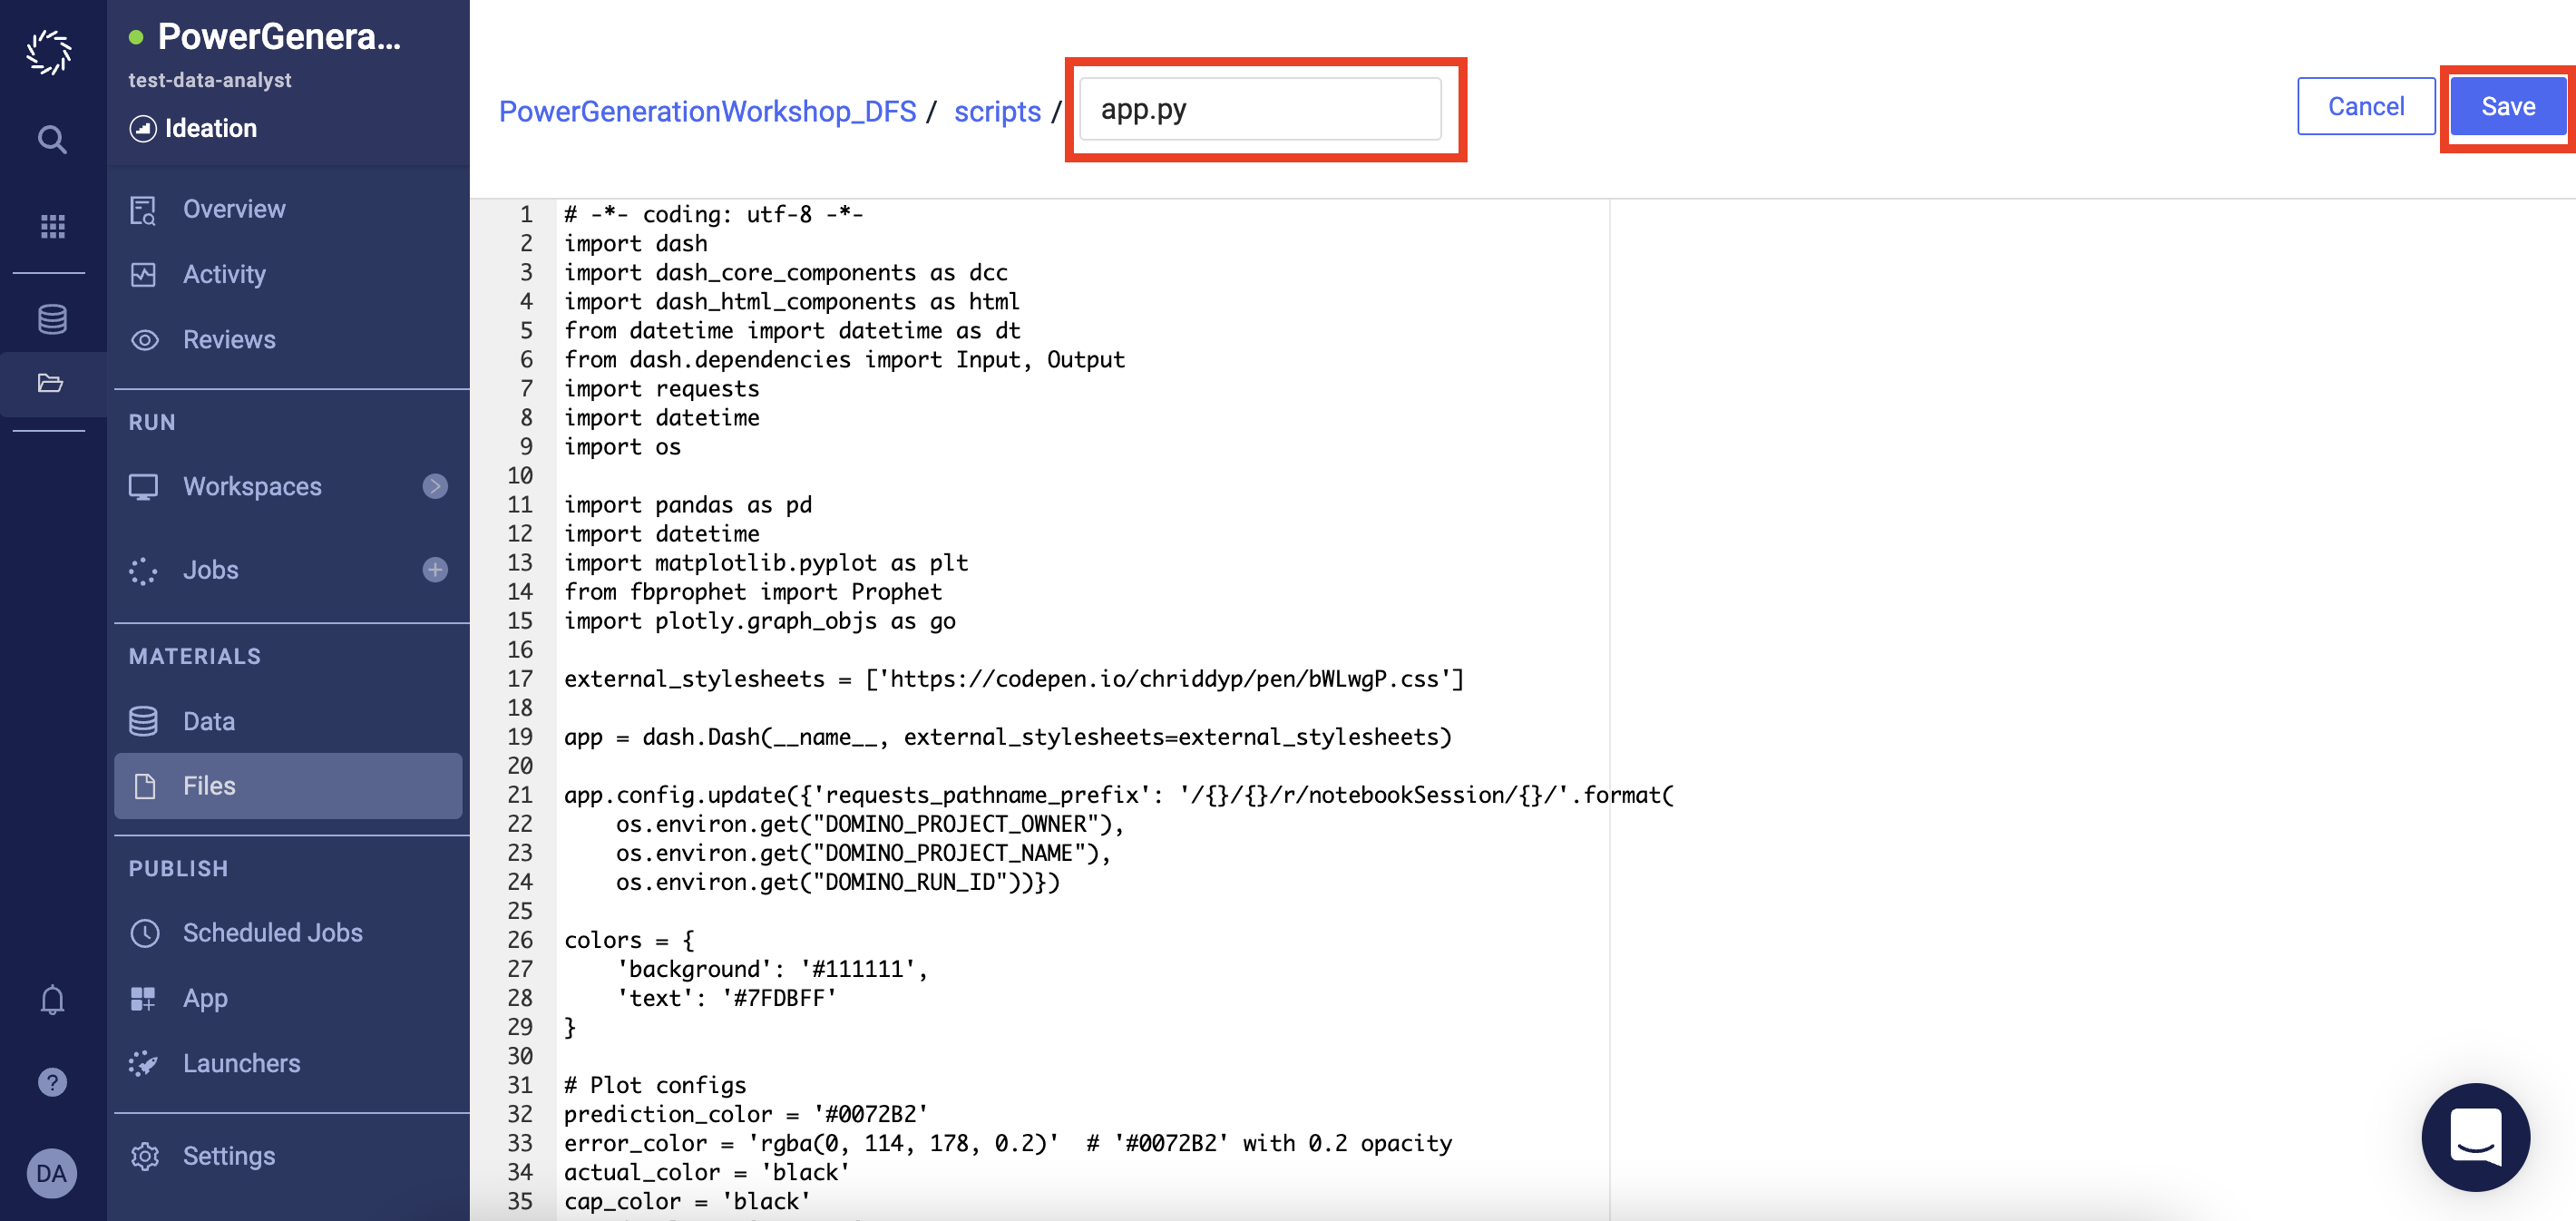 PowerGenera...
test-data-analyst
Ideation
Overview
Activity
Reviews
RUN
Workspaces
Jobs
MATERIALS
Data
Files
PUBLISH
Scheduled Jobs
App
Launchers
Settings
?
DA
PowerGenerationWorkshop_DFS / scripts / app.py
Cancel
Save
1 # -*- coding: utf-8 -*-
2 import dash
3 import dash_core_components as dcc
4 import dash_html_components as html
5 from datetime import datetime as dt
6 from dash.dependencies import Input, Output
7 import requests
8 import datetime
9 import os
10
11 import pandas as pd
12 import datetime
13 import matplotlib.pyplot as plt
14 from fbprophet import Prophet
15 import plotly.graph_objs as go
16
17 external_stylesheets = ['https://codepen.io/chriddyp/pen/bWLwgP.css']
18
19 app = dash.Dash(__name__, external_stylesheets=external_stylesheets)
20
21 app.config.update({'requests_pathname_prefix': '/{}/{}/r/notebookSession/{}/'.format(
22     os.environ.get("DOMINO_PROJECT_OWNER"),
23     os.environ.get("DOMINO_PROJECT_NAME"),
24     os.environ.get("DOMINO_RUN_ID"))})
25
26 colors = {
27     'background': '#111111',
28     'text': '#7FDBFF'
29 }
30
31 # Plot configs
32 prediction_color = '#0072B2'
33 error_color = 'rgba(0, 114, 178, 0.2)'  # '#0072B2' with 0.2 opacity
34 actual_color = 'black'
35 cap_color = 'black'